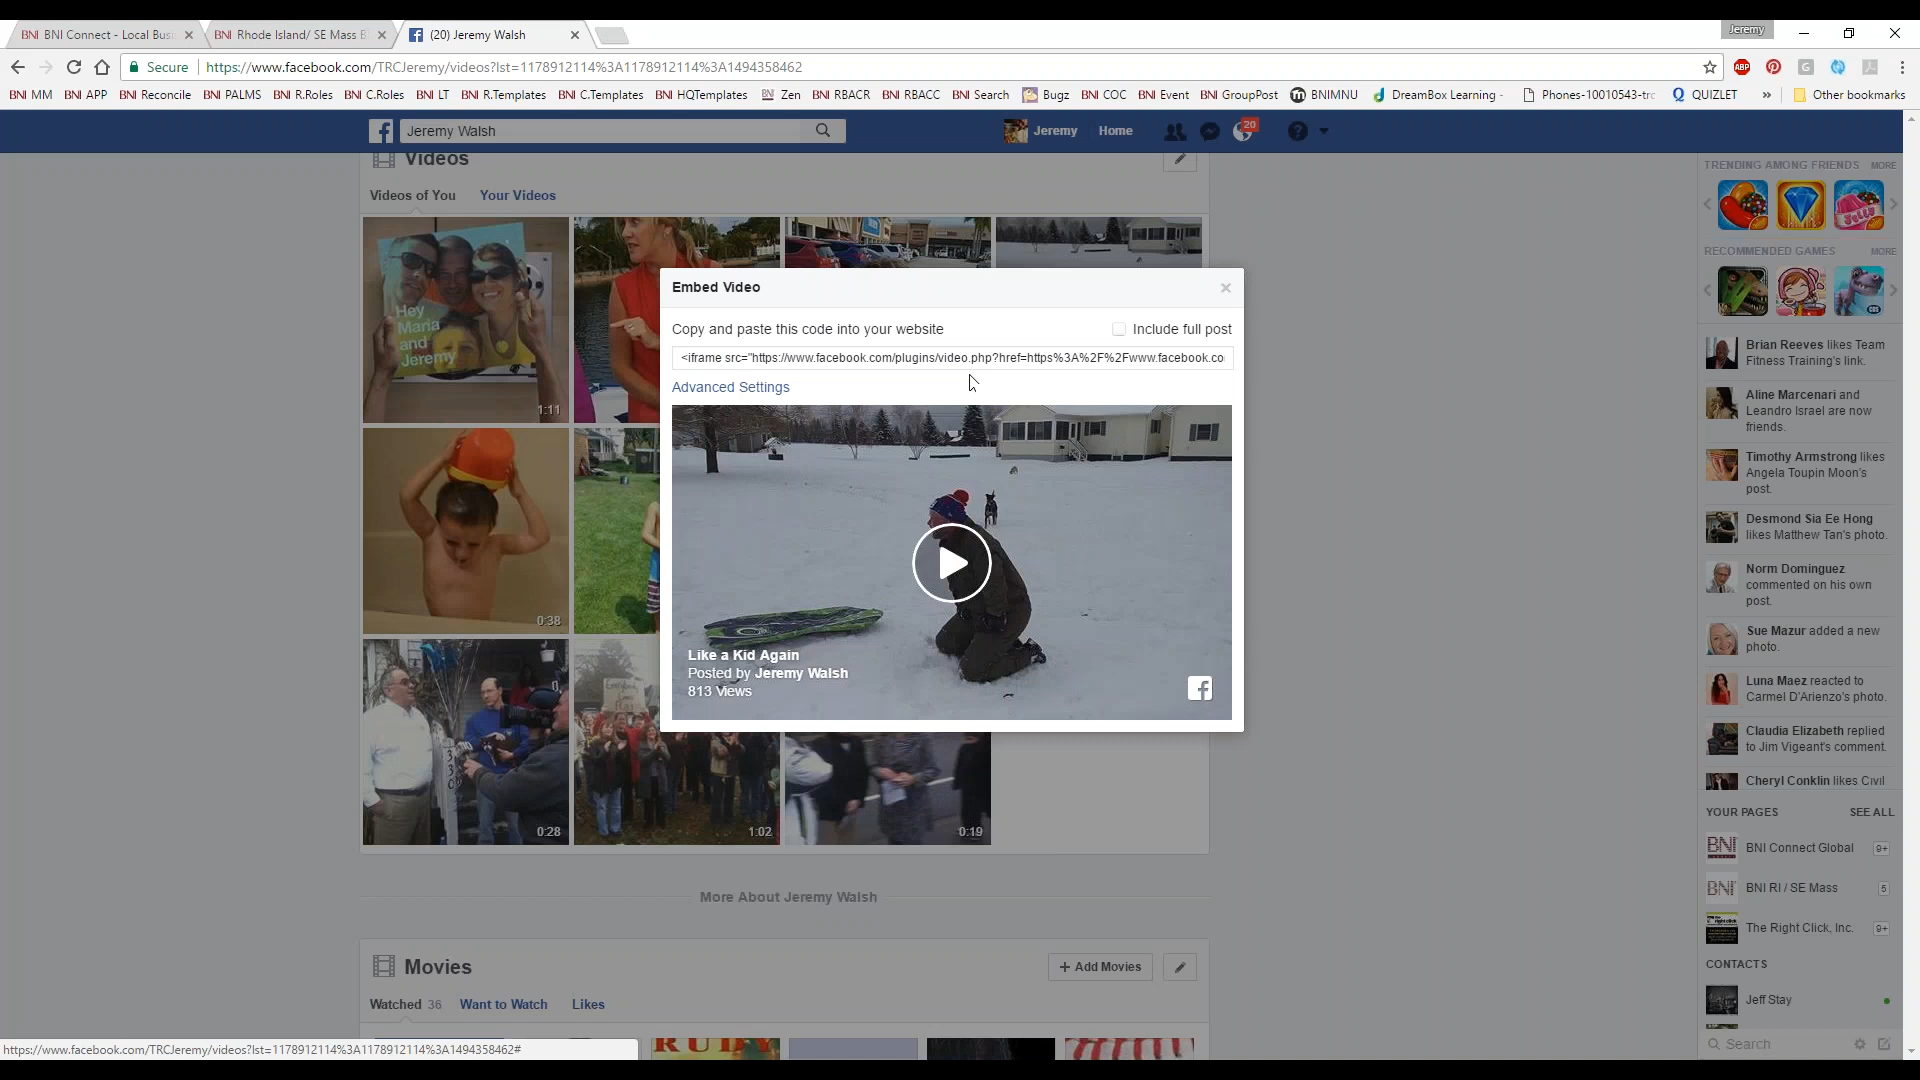 BNI BNI Connect - Local Busi
BNI Rhode Island/ SE Mass B
(20) Jeremy Walsh
Jeremy
Secure
https://www.facebook.com/TRCJeremy/videos?lst=1178912114%3A1178912114%3A1494358462
ABP
BNI MM
BNI APP
BNI Reconcile
BNI PALMS
BNI R.Roles
BNI C.Roles
BNI LT
BNI R.Templates
BNI C.Templates
BNI HQTemplates
Zen
BNI RBACR
BNI RBACC
BNI Search
Bugz
BNI COC
BNI Event
BNI GroupPost
BNIMNU
DreamBox Learning -
Phones-10010543-trc
QUIZLET
»
Other bookmarks
Jeremy Walsh
Jeremy
Home
20
Videos
Videos of You
Your Videos
Hey
Maria
and
Jeremy
1:11
0:38
0:28
1:02
0:19
Embed Video
Copy and paste this code into your website
Include full post
<iframe src="https://www.facebook.com/plugins/video.php?href=https%3A%2F%2Fwww.facebook.co
Advanced Settings
Like a Kid Again
Posted by Jeremy Walsh
813 Views
More About Jeremy Walsh
Movies
+ Add Movies
Watched 36
Want to Watch
Likes
RUDY
TRENDING AMONG FRIENDS
MORE
JELLY
RECOMMENDED GAMES
MORE
Brian Reeves likes Team
Fitness Training's link.
Aline Marcenari and
Leandro Israel are now
friends.
Timothy Armstrong likes
Angela Toupin Moon's
post.
Desmond Sia Ee Hong
likes Matthew Tan's photo.
Norm Dominguez
commented on his own
post.
Sue Mazur added a new
photo.
Luna Maez reacted to
Carmel D'Arienzo's photo.
Claudia Elizabeth replied
to Jim Vigeant's comment.
Cheryl Conklin likes Civil
YOUR PAGES
SEE ALL
BNI
BNI Connect Global
9+
BNI
BNI RI / SE Mass
5
The Right Click, Inc.
9+
CONTACTS
Jeff Stay
Search
https://www.facebook.com/TRCJeremy/videos?lst=1178912114%3A1178912114%3A1494358462#